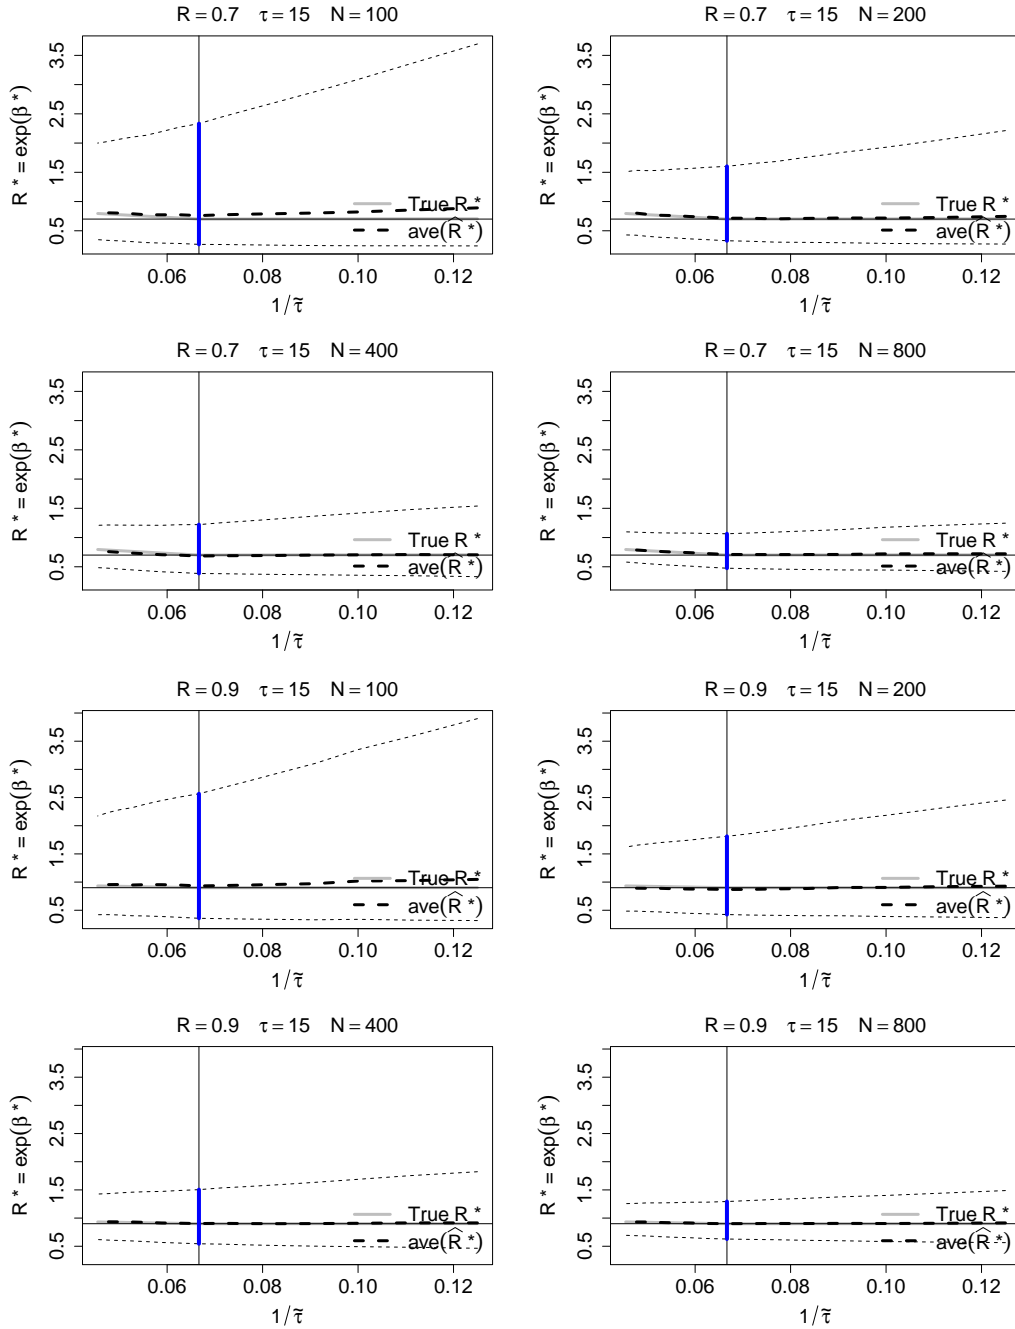 R = 0.7 τ = 15 N = 100
R * = exp(β *)
3.5
2.5
1.5
0.5
True R *
ave(R̂ *)
0.06 0.08 0.10 0.12
1/τ̃
R = 0.7 τ = 15 N = 200
R * = exp(β *)
3.5
2.5
1.5
0.5
True R *
ave(R̂ *)
0.06 0.08 0.10 0.12
1/τ̃
R = 0.7 τ = 15 N = 400
R * = exp(β *)
3.5
2.5
1.5
0.5
True R *
ave(R̂ *)
0.06 0.08 0.10 0.12
1/τ̃
R = 0.7 τ = 15 N = 800
R * = exp(β *)
3.5
2.5
1.5
0.5
True R *
ave(R̂ *)
0.06 0.08 0.10 0.12
1/τ̃
R = 0.9 τ = 15 N = 100
R * = exp(β *)
3.5
2.5
1.5
0.5
True R *
ave(R̂ *)
0.06 0.08 0.10 0.12
1/τ̃
R = 0.9 τ = 15 N = 200
R * = exp(β *)
3.5
2.5
1.5
0.5
True R *
ave(R̂ *)
0.06 0.08 0.10 0.12
1/τ̃
R = 0.9 τ = 15 N = 400
R * = exp(β *)
3.5
2.5
1.5
0.5
True R *
ave(R̂ *)
0.06 0.08 0.10 0.12
1/τ̃
R = 0.9 τ = 15 N = 800
R * = exp(β *)
3.5
2.5
1.5
0.5
True R *
ave(R̂ *)
0.06 0.08 0.10 0.12
1/τ̃